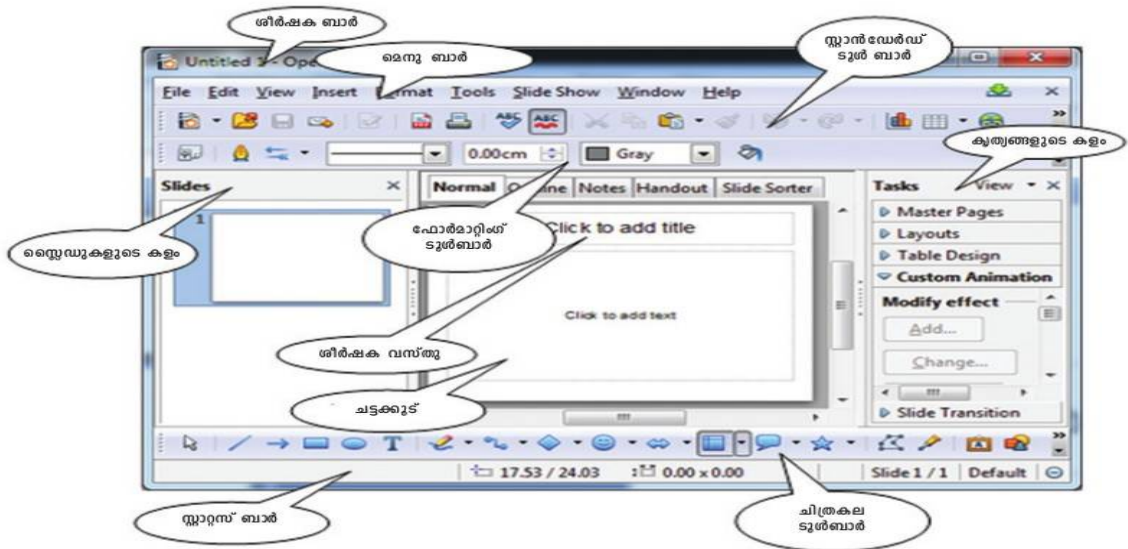 ശീർഷക ബാർ
മെനു ബാർ
സ്റ്റാൻഡേർഡ്
ടൂൾ ബാർ
Untitled 1 - Ope
File Edit View Insert Format Tools Slide Show Window Help
കൃത്യങ്ങളുടെ കളം
0.00cm Gray
Slides
Normal Outline Notes Handout Slide Sorter
Tasks View
1
ഫോർമാറ്റിംഗ്
ടൂൾബാർ
Click to add title
Master Pages
Layouts
Table Design
Custom Animation
സ്ലൈഡുകളുടെ കളം
Modify effect
Click to add text
Add...
Change...
ശീർഷക വസ്തു
ചട്ടക്കൂട്
Slide Transition
17.53 / 24.03 0.00 x 0.00 Slide 1 / 1 Default
സ്റ്റാറ്റസ് ബാർ
ചിത്രകല
ടൂൾബാർ